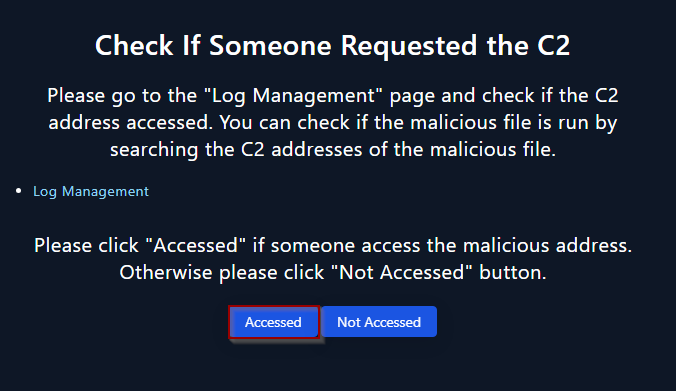 Check If Someone Requested the C2
Please go to the "Log Management" page and check if the C2
address accessed. You can check if the malicious file is run by
searching the C2 addresses of the malicious file.
Log Management
Please click "Accessed" if someone access the malicious address.
Otherwise please click "Not Accessed" button.
Accessed Not Accessed